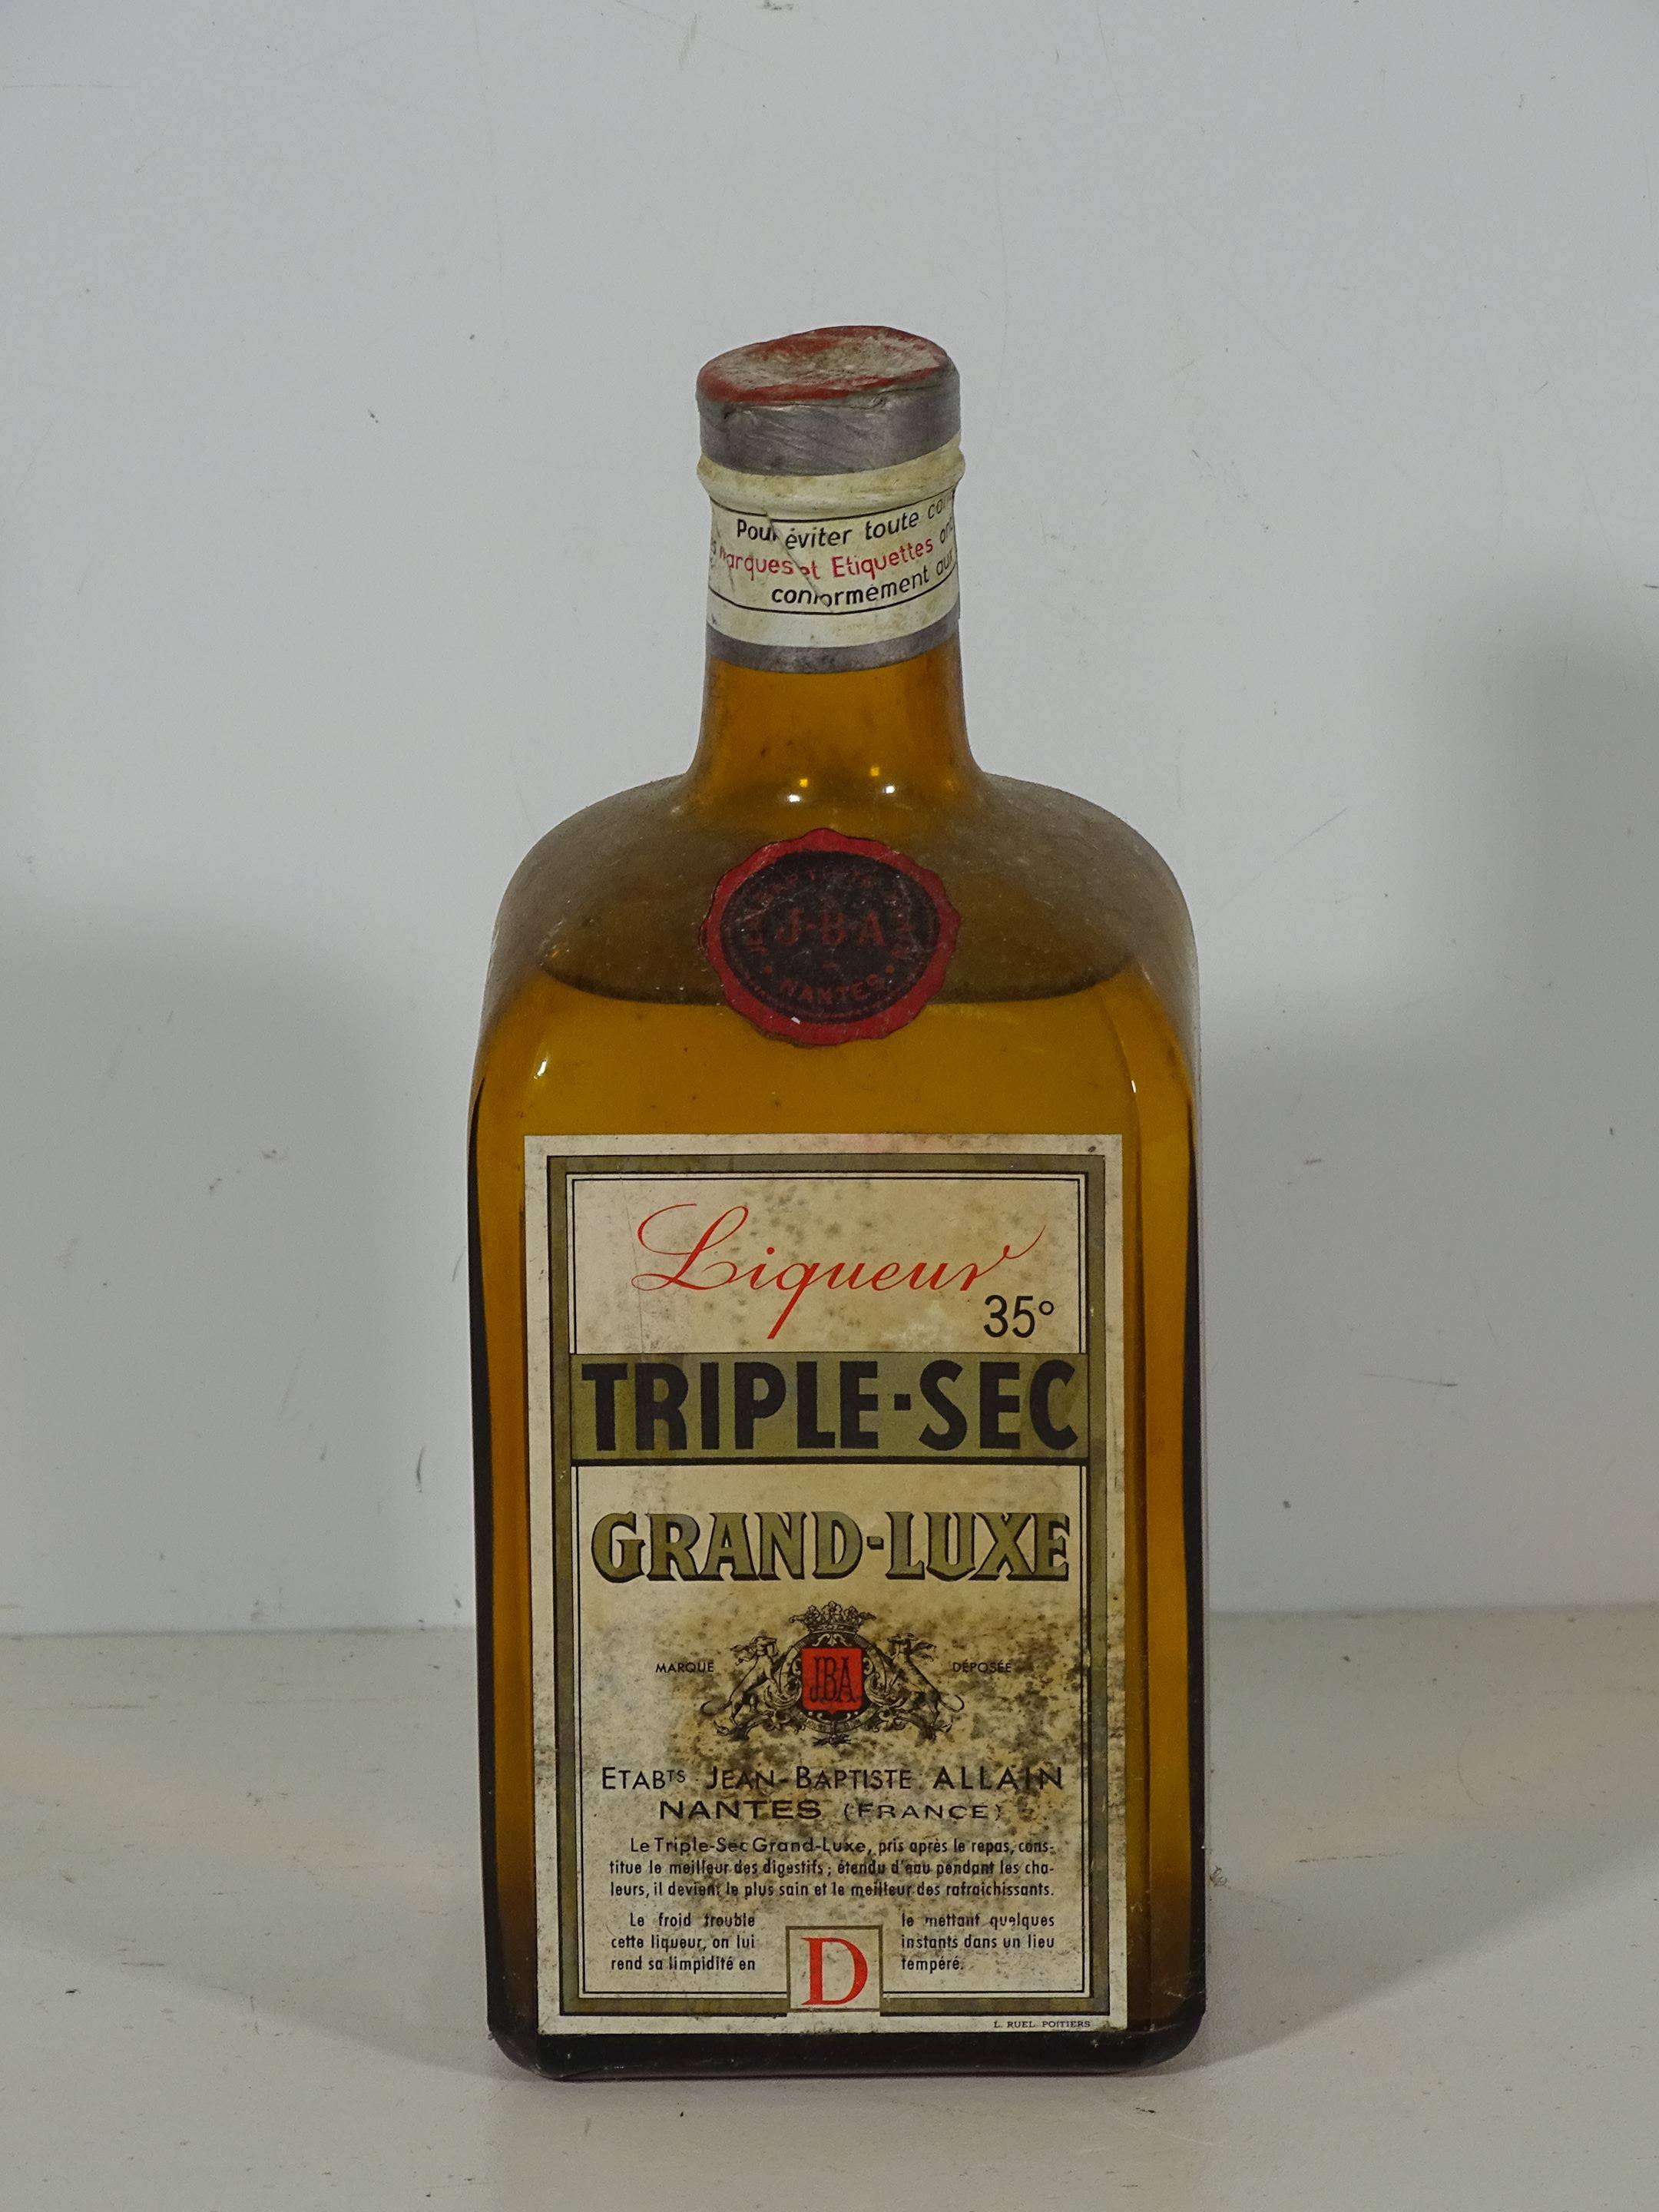 Pour éviter toute
marques et Etiquettes
conformément aux
J·B·A
NANTES
Liqueur
35°
TRIPLE-SEC
GRAND-LUXE
MARQUE DÉPOSÉE
JBA
ETABTS JEAN-BAPTISTE ALLAIN
NANTES (FRANCE)
Le Triple-Sec Grand-Luxe, pris après le repas, cons-
titue le meilleur des digestifs ; étendu d'eau pendant les cha-
leurs, il devient le plus sain et le meilleur des rafraichissants.
Le froid trouble
cette liqueur, on lui
rend sa limpidité en
le mettant quelques
instants dans un lieu
tempéré.
D
L. RUEL POITIERS